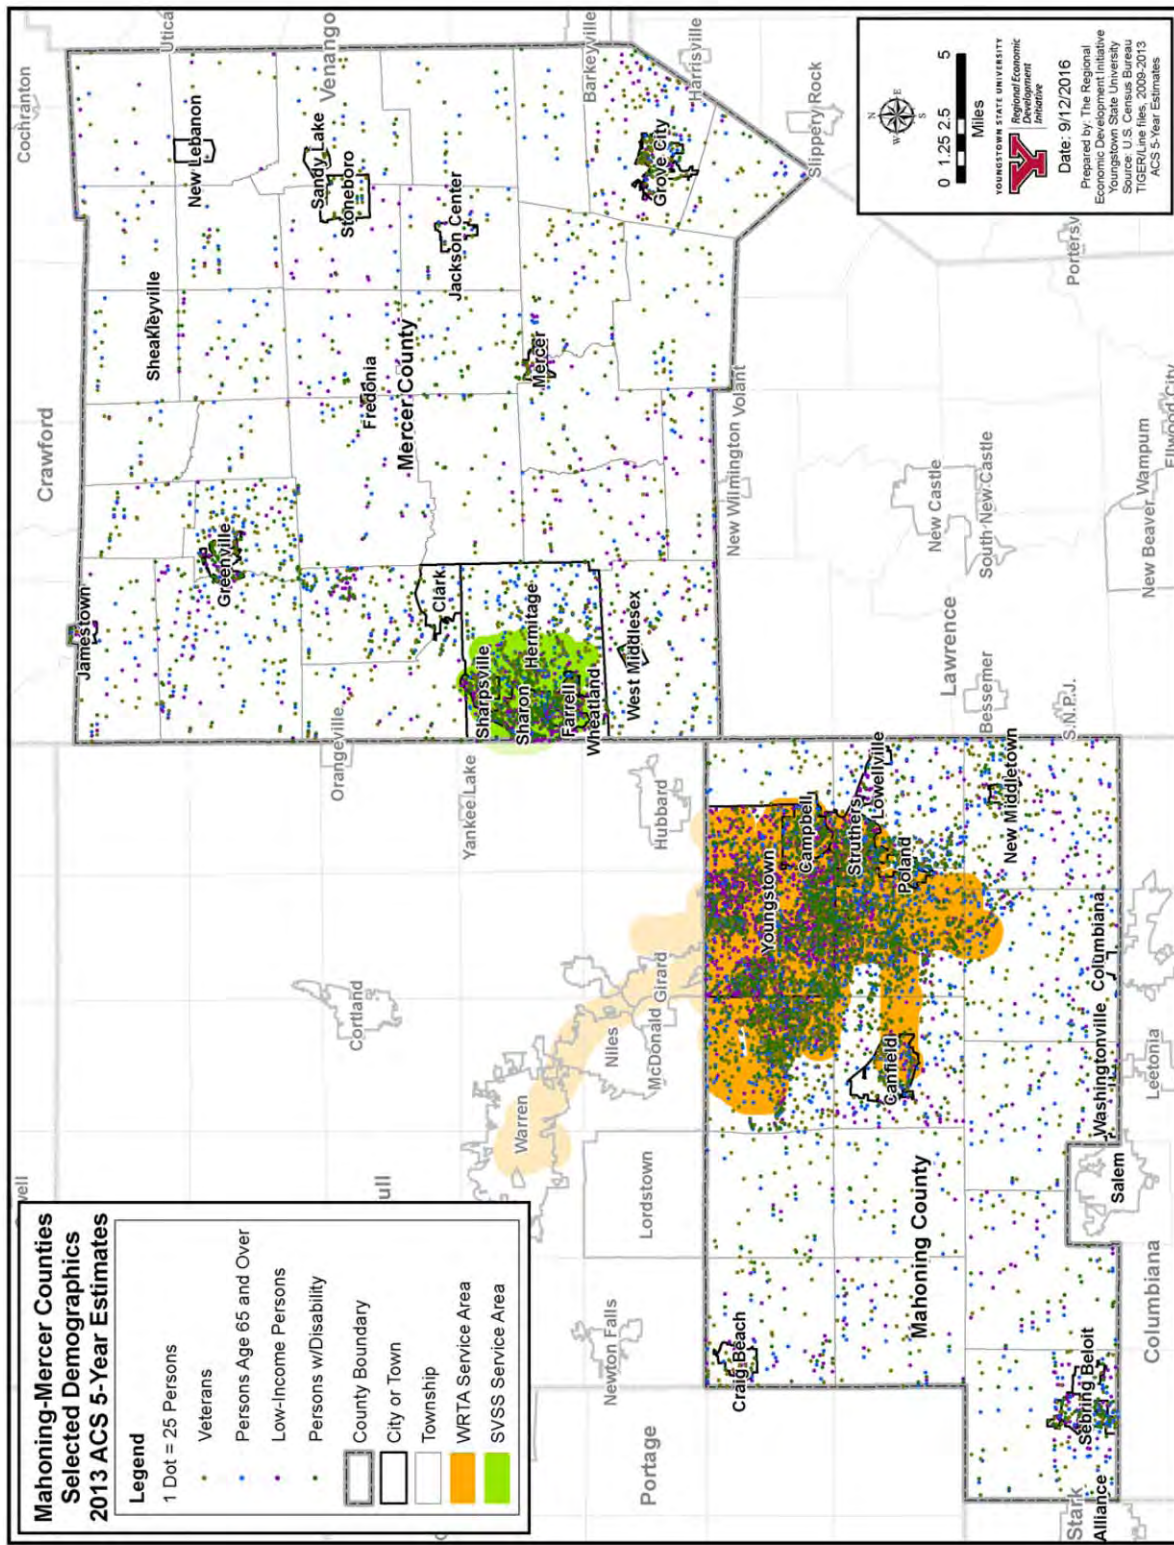 Mahoning-Mercer Counties
Selected Demographics
2013 ACS 5-Year Estimates
Legend
1 Dot = 25 Persons
Veterans
Persons Age 65 and Over
Low-Income Persons
Persons w/Disability
County Boundary
City or Town
Township
WRTA Service Area
SVSS Service Area
Crawford
Cochranton
Utica
Venango
Jamestown
Greenville
Sheakleyville
New Lebanon
Sandy Lake
Stoneboro
Fredonia
Mercer County
Jackson Center
Clark
Orangeville
Yankee Lake
Sharpsville
Sharon
Hermitage
Farrell
Wheatland
West Middlesex
Mercer
Barkeyville
Harrisville
Grove City
Slippery Rock
New Wilmington
Volant
Hubbard
Cortland
Warren
Niles
McDonald
Girard
Lordstown
Newton Falls
Portage
Craig Beach
Mahoning County
Youngstown
Campbell
Struthers
Lowellville
Poland
Canfield
New Middletown
Bessemer
S.N.P.J.
Lawrence
New Castle
South New Castle
New Beaver
Wampum
Ellwood City
Portersv
Sebring
Beloit
Alliance
Stark
Salem
Washingtonville
Columbiana
Leetonia
Columbiana
well
ull
N
E
S
W
0 1.25 2.5 5
Miles
YOUNGSTOWN STATE UNIVERSITY
Y
Regional Economic
Development
Initiative
Date: 9/12/2016
Prepared by: The Regional
Economic Development Initiative
Youngstown State University
Source: U.S. Census Bureau
TIGER/Line files, 2009-2013
ACS 5-Year Estimates